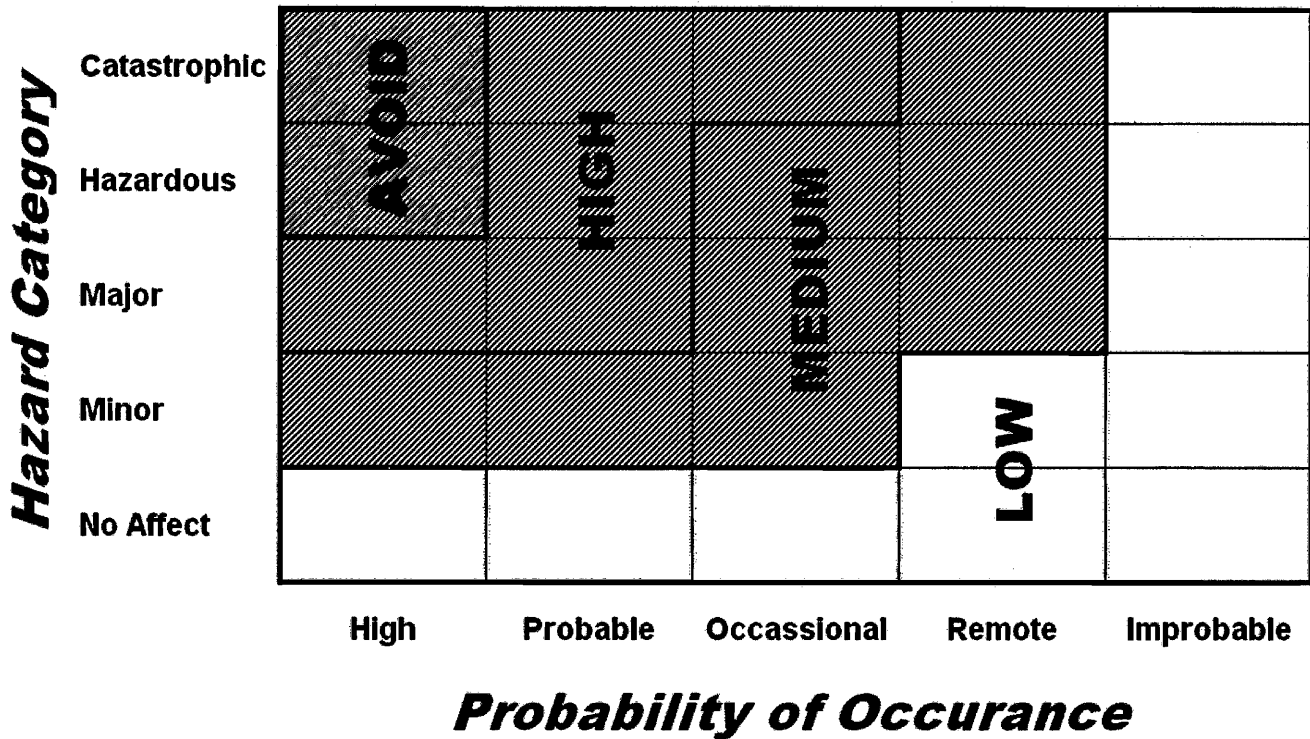 Hazard Category
Catastrophic
Hazardous
Major
Minor
No Affect
AVOID
HIGH
MEDIUM
LOW
High
Probable
Occassional
Remote
Improbable
Probability of Occurance